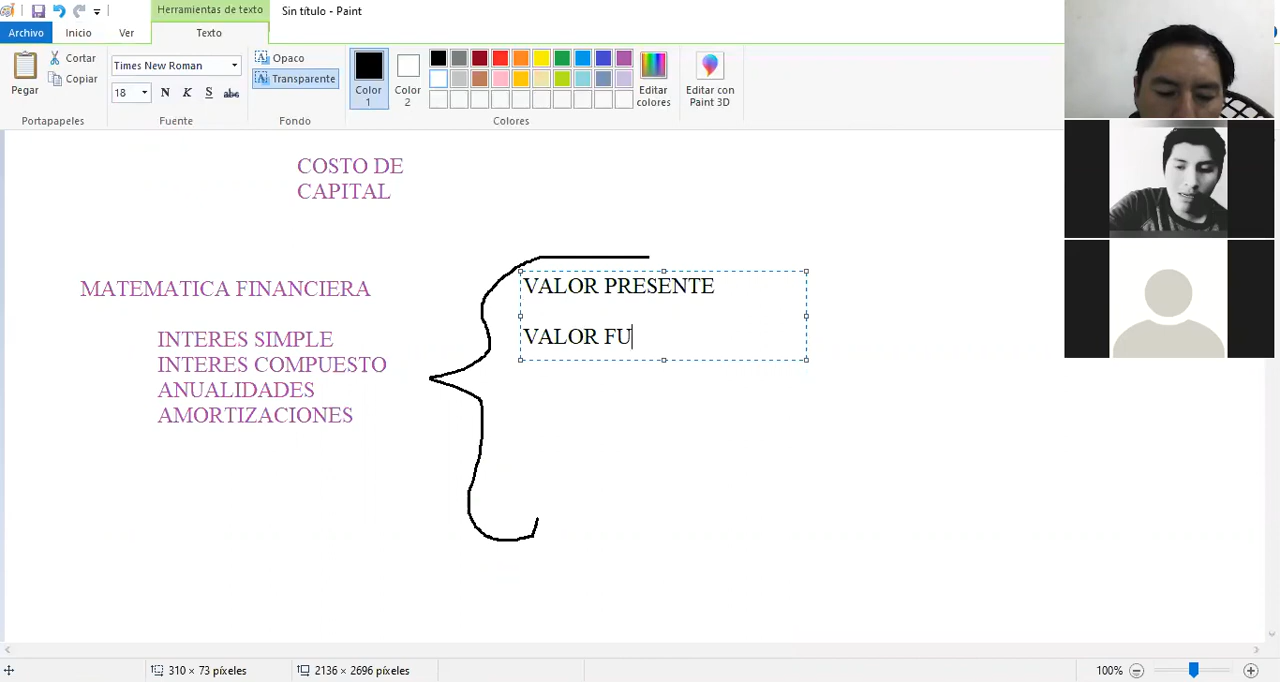 Herramientas de texto
Sin título - Paint
Archivo
Inicio
Ver
Texto
Pegar
Cortar
Copiar
Portapapeles
Times New Roman
18
N K S abc
Fuente
Opaco
Transparente
Fondo
Color 1
Color 2
Editar colores
Editar con Paint 3D
Colores
COSTO DE
CAPITAL
MATEMATICA FINANCIERA
INTERES SIMPLE
INTERES COMPUESTO
ANUALIDADES
AMORTIZACIONES
VALOR PRESENTE
VALOR FU
310 × 73 píxeles
2136 × 2696 píxeles
100%